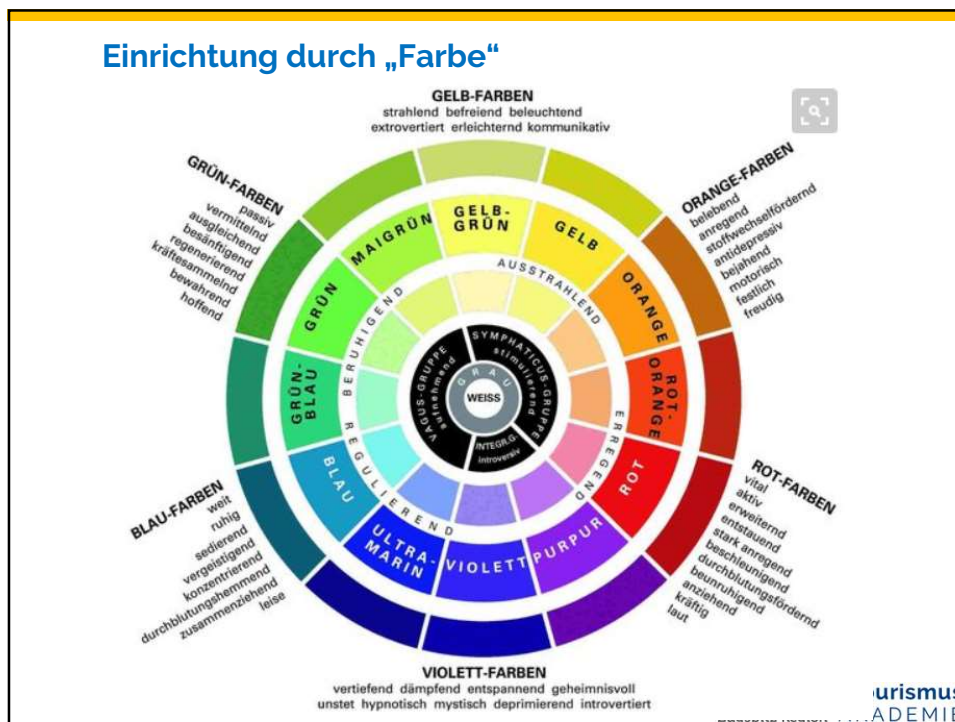 Einrichtung durch „Farbe“
GELB-FARBEN
strahlend befreiend beleuchtend
extrovertiert erleichternd kommunikativ
GRÜN-FARBEN
passiv
vermittelnd
ausgleichend
besänftigend
regenerierend
kräftesammelnd
bewahrend
hoffend
ORANGE-FARBEN
belebend
anregend
stoffwechselfördernd
antidepressiv
bejahend
motorisch
festlich
freudig
MAIGRÜN
GELB-
GRÜN
GELB
ORANGE
ROT-
ORANGE
ROT
PURPUR
VIOLETT
ULTRA-
MARIN
BLAU
GRÜN-
BLAU
GRÜN
BERUHIGEND
AUSSTRAHLEND
ERREGEND
REGULIEREND
VAGUS-GRUPPE
aufnehmend
SYMPHATICUS-GRUPPE
stimulierend
GRAU
WEISS
INTEGR.G-
introversiv
BLAU-FARBEN
weit
ruhig
sedierend
vergeistigend
konzentrierend
durchblutungshemmend
zusammenziehend
leise
ROT-FARBEN
vital
aktiv
erweiternd
entstauend
stark anregend
beschleunigend
durchblutungsfördernd
beunruhigend
anziehend
kräftig
laut
VIOLETT-FARBEN
vertiefend dämpfend entspannend geheimnisvoll
unstet hypnotisch mystisch deprimierend introvertiert
urismus
ADEMIE